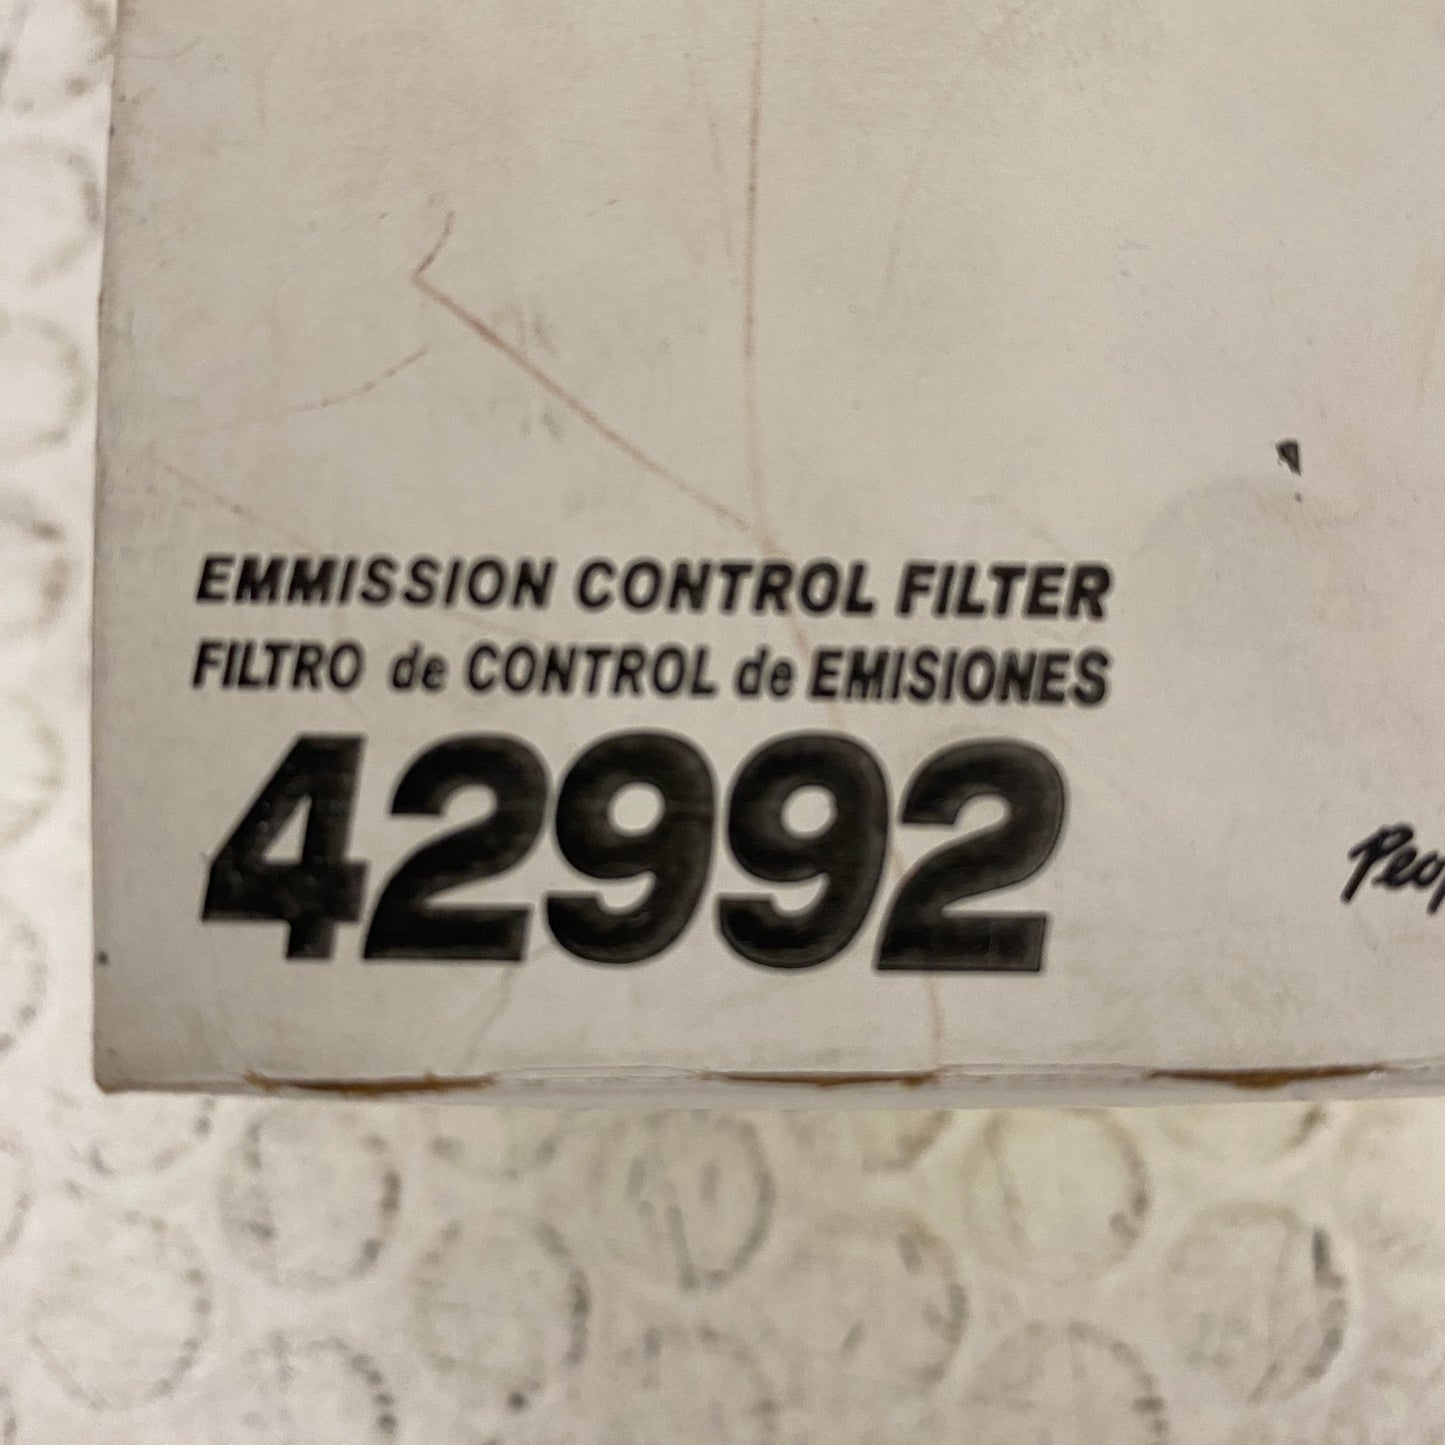 EMMISSION CONTROL FILTER
FILTRO de CONTROL de EMISIONES
42992